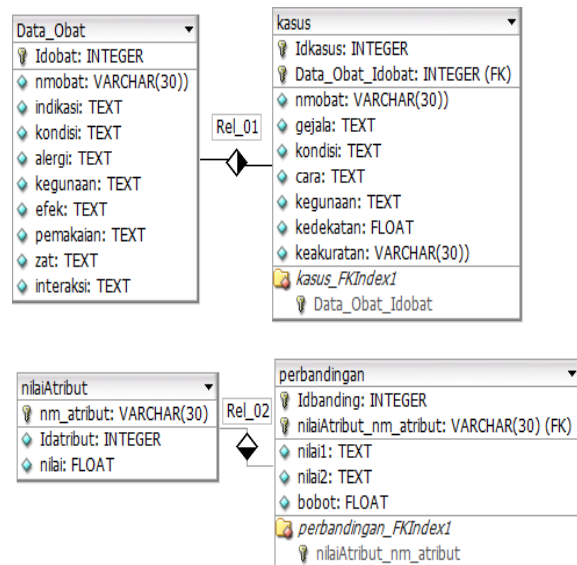 Data_Obat
Idobat: INTEGER
nmobat: VARCHAR(30))
indikasi: TEXT
kondisi: TEXT
alergi: TEXT
kegunaan: TEXT
efek: TEXT
pemakaian: TEXT
zat: TEXT
interaksi: TEXT
Rel_01
kasus
Idkasus: INTEGER
Data_Obat_Idobat: INTEGER (FK)
nmobat: VARCHAR(30))
gejala: TEXT
kondisi: TEXT
cara: TEXT
kegunaan: TEXT
kedekatan: FLOAT
keakuratan: VARCHAR(30))
kasus_FKIndex1
Data_Obat_Idobat
nilaiAtribut
nm_atribut: VARCHAR(30)
Idatribut: INTEGER
nilai: FLOAT
Rel_02
perbandingan
Idbanding: INTEGER
nilaiAtribut_nm_atribut: VARCHAR(30) (FK)
nilai1: TEXT
nilai2: TEXT
bobot: FLOAT
perbandingan_FKIndex1
nilaiAtribut_nm_atribut